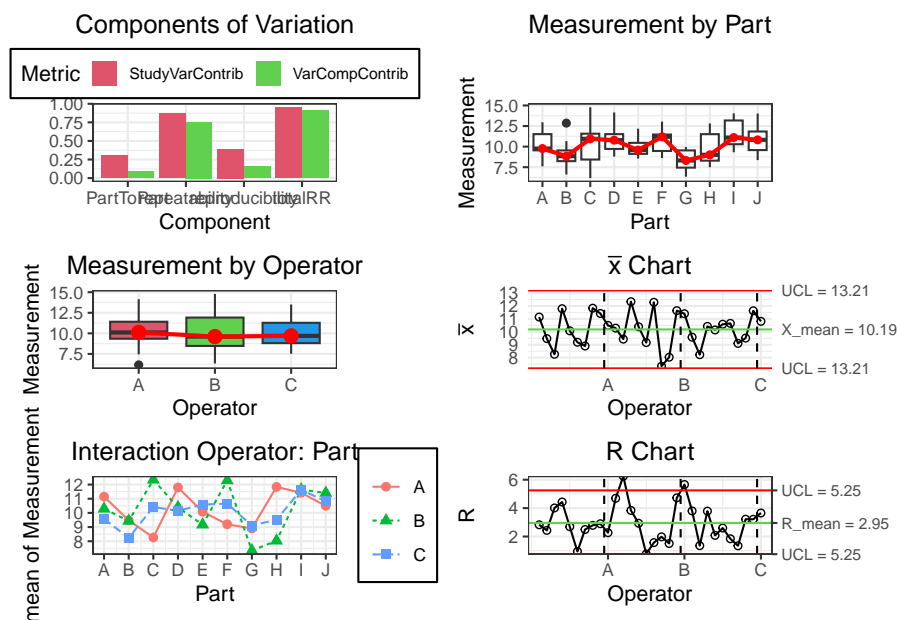 Components of Variation
Metric StudyVarContrib VarCompContrib
1.00
0.75
0.50
0.25
0.00
TotalRR
Component
Measurement by Part
Measurement
15.0
12.5
10.0
7.5
A B C D E F G H I J
Part
Measurement by Operator
Measurement
15.0
12.5
10.0
7.5
A B C
Operator
x̅ Chart
x̅
13
12
11
10
9
8
UCL = 13.21
X_mean = 10.19
UCL = 13.21
A B C
Operator
Interaction Operator: Part
mean of Measurement
12
11
10
9
8
A B C D E F G H I J
Part
A
B
C
R Chart
R
6
4
2
UCL = 5.25
R_mean = 2.95
UCL = 5.25
A B C
Operator